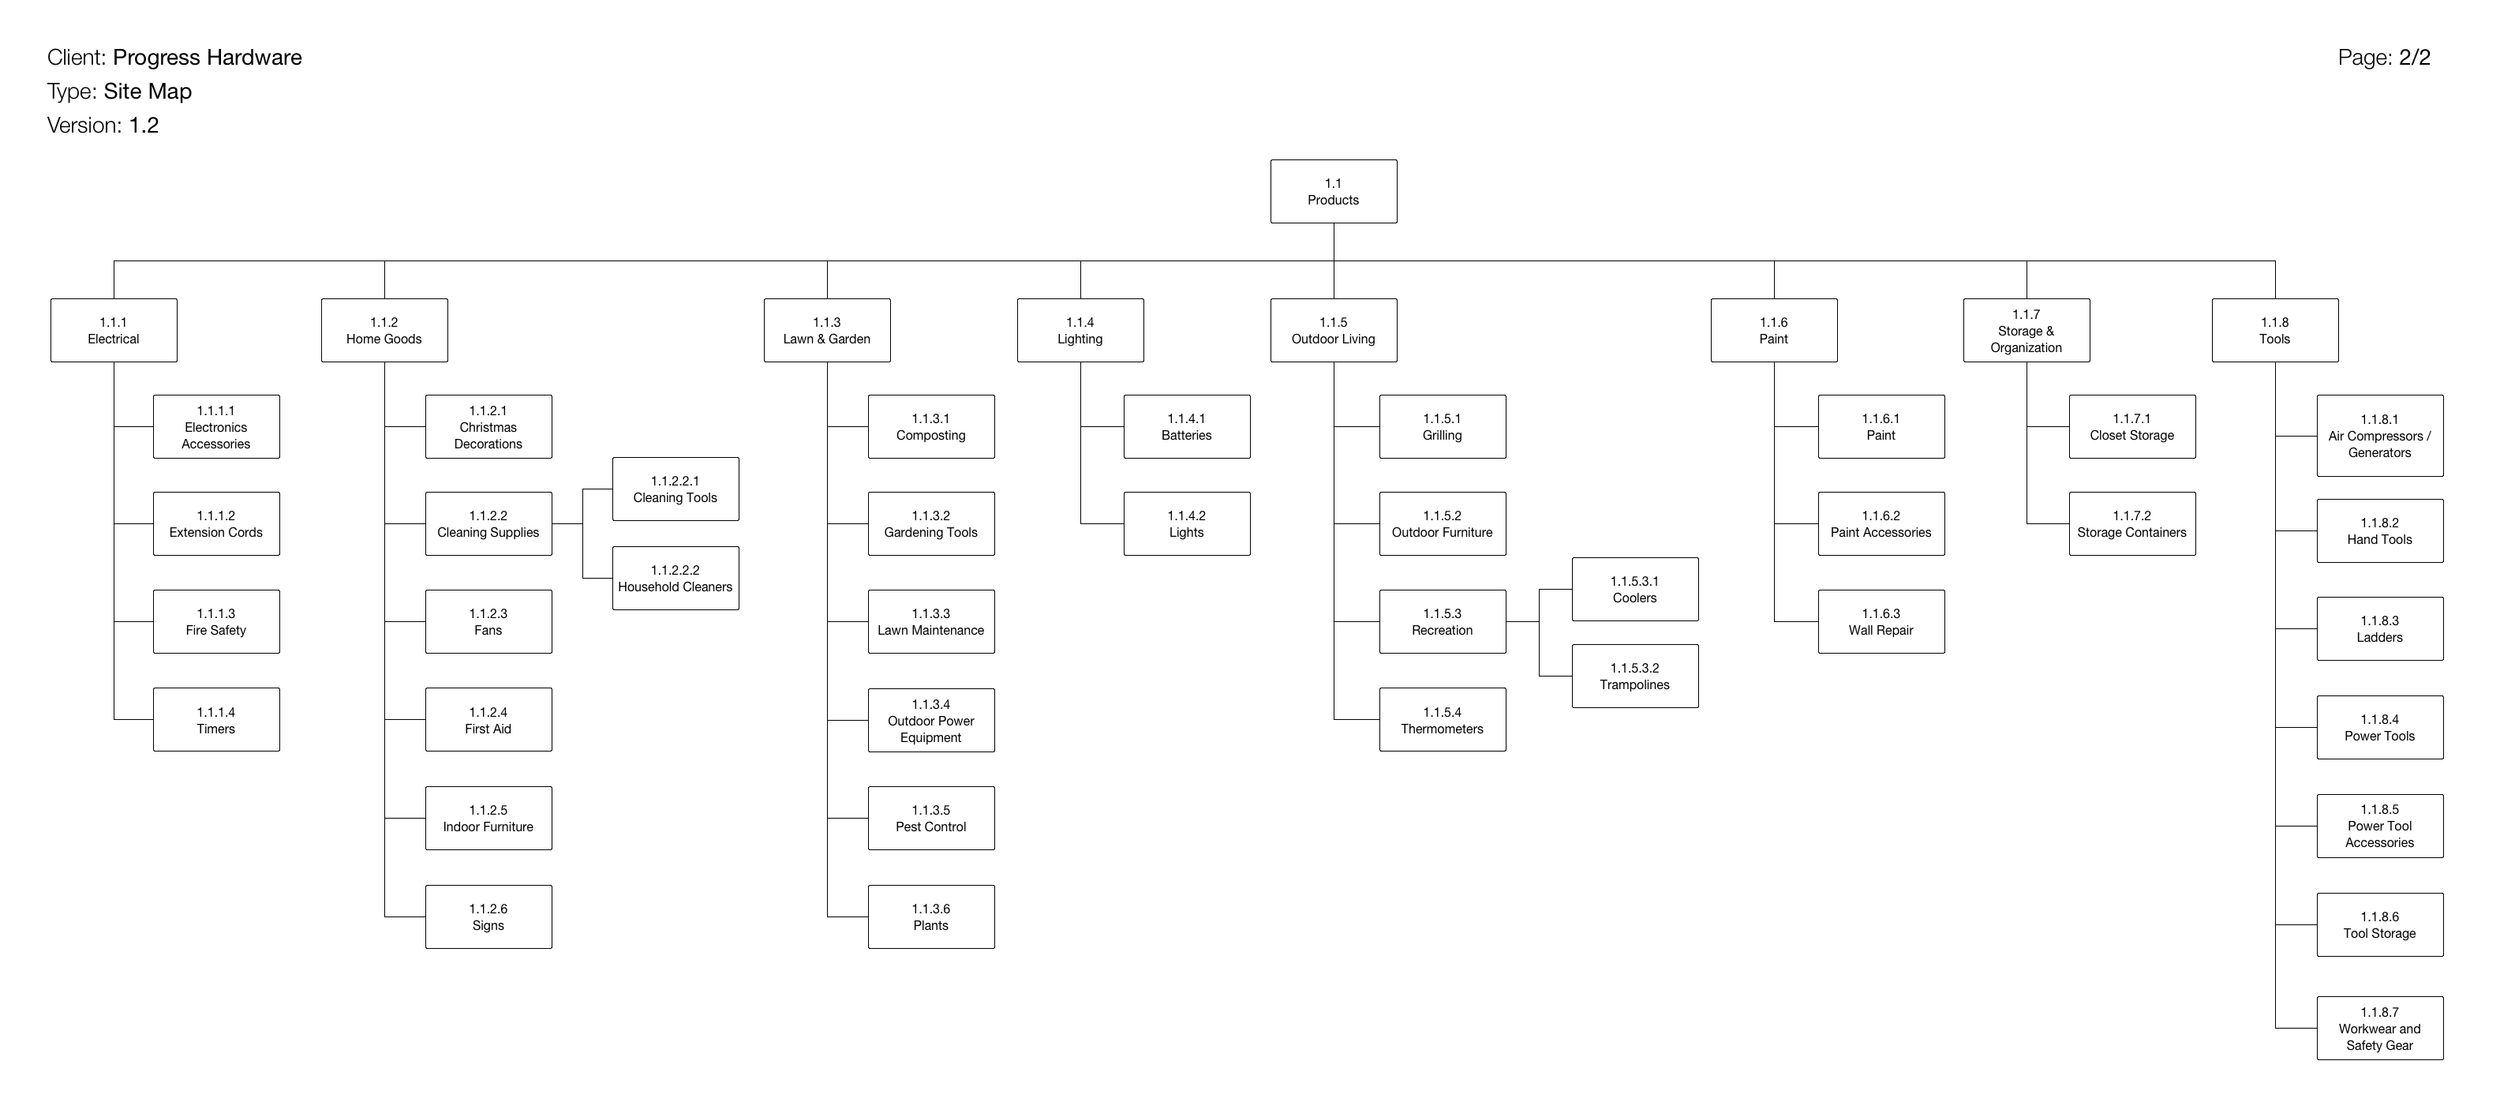 Client: Progress Hardware
Type: Site Map
Version: 1.2
Page: 2/2
1.1
Products
1.1.1
Electrical
1.1.1.1
Electronics
Accessories
1.1.1.2
Extension Cords
1.1.1.3
Fire Safety
1.1.1.4
Timers
1.1.2
Home Goods
1.1.2.1
Christmas
Decorations
1.1.2.2
Cleaning Supplies
1.1.2.2.1
Cleaning Tools
1.1.2.2.2
Household Cleaners
1.1.2.3
Fans
1.1.2.4
First Aid
1.1.2.5
Indoor Furniture
1.1.2.6
Signs
1.1.3
Lawn & Garden
1.1.3.1
Composting
1.1.3.2
Gardening Tools
1.1.3.3
Lawn Maintenance
1.1.3.4
Outdoor Power
Equipment
1.1.3.5
Pest Control
1.1.3.6
Plants
1.1.4
Lighting
1.1.4.1
Batteries
1.1.4.2
Lights
1.1.5
Outdoor Living
1.1.5.1
Grilling
1.1.5.2
Outdoor Furniture
1.1.5.3
Recreation
1.1.5.3.1
Coolers
1.1.5.3.2
Trampolines
1.1.5.4
Thermometers
1.1.6
Paint
1.1.6.1
Paint
1.1.6.2
Paint Accessories
1.1.6.3
Wall Repair
1.1.7
Storage &
Organization
1.1.7.1
Closet Storage
1.1.7.2
Storage Containers
1.1.8
Tools
1.1.8.1
Air Compressors /
Generators
1.1.8.2
Hand Tools
1.1.8.3
Ladders
1.1.8.4
Power Tools
1.1.8.5
Power Tool
Accessories
1.1.8.6
Tool Storage
1.1.8.7
Workwear and
Safety Gear